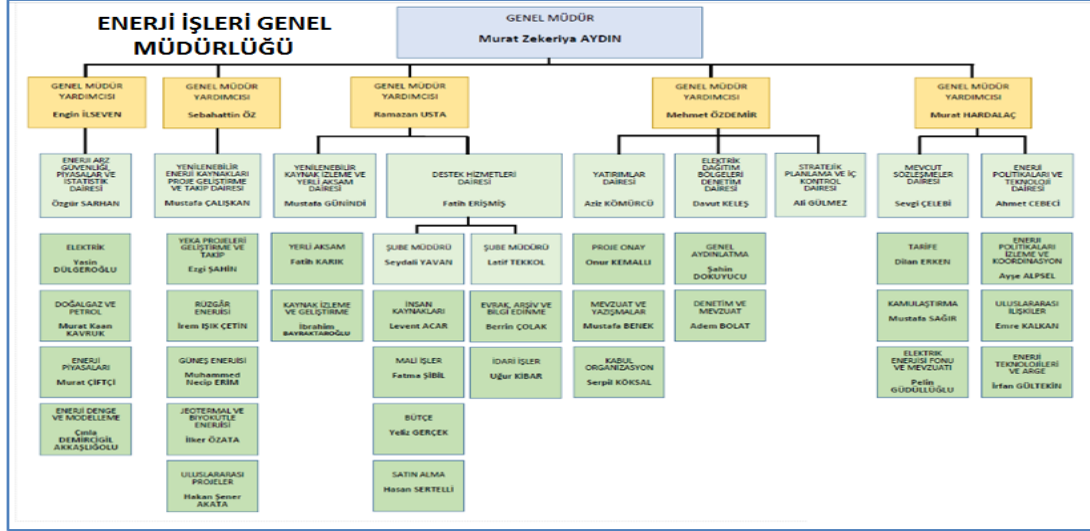 ENERJİ İŞLERİ GENEL
MÜDÜRLÜĞÜ
GENEL MÜDÜR
Murat Zekeriya AYDIN
GENEL MÜDÜR
YARDIMCISI
Engin İLSEVEN
GENEL MÜDÜR
YARDIMCISI
Sebahattin ÖZ
GENEL MÜDÜR
YARDIMCISI
Ramazan USTA
GENEL MÜDÜR
YARDIMCISI
Mehmet ÖZDEMİR
GENEL MÜDÜR
YARDIMCISI
Murat HARDALAÇ
ENERJİ ARZ
GÜVENLİĞİ,
PİYASALAR VE
İSTATİSTİK
DAİRESİ
Özgür SARHAN
YENİLENEBİLİR
ENERJİ KAYNAKLARI
PROJE GELİŞTİRME
VE TAKİP DAİRESİ
Mustafa ÇALIŞKAN
YENİLENEBİLİR
KAYNAK İZLEME VE
YERLİ AKSAM
DAİRESİ
Mustafa GÜNİNDİ
DESTEK HİZMETLERİ
DAİRESİ
Fatih ERİŞMİŞ
YATIRIMLAR
DAİRESİ
Aziz KÖMÜRCÜ
ELEKTRİK
DAĞITIM
BÖLGELERİ
DENETİM DAİRESİ
Davut KELEŞ
STRATEJİK
PLANLAMA VE İÇ
KONTROL DAİRESİ
Ali GÜLMEZ
MEVCUT
SÖZLEŞMELER
DAİRESİ
Sevgi ÇELEBİ
ENERJİ
POLİTİKALARI VE
TEKNOLOJİ
DAİRESİ
Ahmet CEBECİ
ELEKTRİK
Yasin
DÜLGEROĞLU
DOĞALGAZ VE
PETROL
Murat Kaan
KAVRUK
ENERJİ
PİYASALARI
Murat ÇİFTÇİ
ENERJİ DENGE
VE MODELLEME
Çınla
DEMİRCİGİL
AKKAŞLIOĞLU
YEKA PROJELERİ
GELİŞTİRME VE
TAKİP
Ezgi ŞAHİN
RÜZGÂR
ENERJİSİ
İrem IŞIK ÇETİN
GÜNEŞ ENERJİSİ
Muhammed
Necip ERİM
JEOTERMAL VE
BİYOKÜTLE
ENERJİSİ
İlker ÖZATA
ULUSLARARASI
PROJELER
Hakan Şener
AKATA
YERLİ AKSAM
Fatih KARIK
KAYNAK İZLEME
VE GELİŞTİRME
İbrahim
BAYRAKTAROĞLU
ŞUBE MÜDÜRÜ
Seydali YAVAN
İNSAN
KAYNAKLARI
Levent ACAR
MALİ İŞLER
Fatma ŞİBİL
BÜTÇE
Yeliz GERÇEK
SATIN ALMA
Hasan SERTELLİ
ŞUBE MÜDÜRÜ
Latif TEKKOL
EVRAK, ARŞİV VE
BİLGİ EDİNME
Berrin ÇOLAK
İDARİ İŞLER
Uğur KİBAR
PROJE ONAY
Onur KEMALLI
MEVZUAT VE
YAZIŞMALAR
Mustafa BENEK
KABUL
ORGANİZASYON
Serpil KÖKSAL
GENEL
AYDINLATMA
Şahin
DOKUYUCU
DENETİM VE
MEVZUAT
Adem BOLAT
TARİFE
Dilan ERKEN
KAMULAŞTIRMA
Mustafa SAĞIR
ELEKTRİK
ENERJİSİ FONU
VE MEVZUATI
Pelin
GÜDÜLLÜOĞLU
ENERJİ
POLİTİKALARI
İZLEME VE
KOORDİNASYON
Ayşe ALPSEL
ULUSLARARASI
İLİŞKİLER
Emre KALKAN
ENERJİ
TEKNOLOJİLERİ
VE ARGE
İrfan GÜLTEKİN